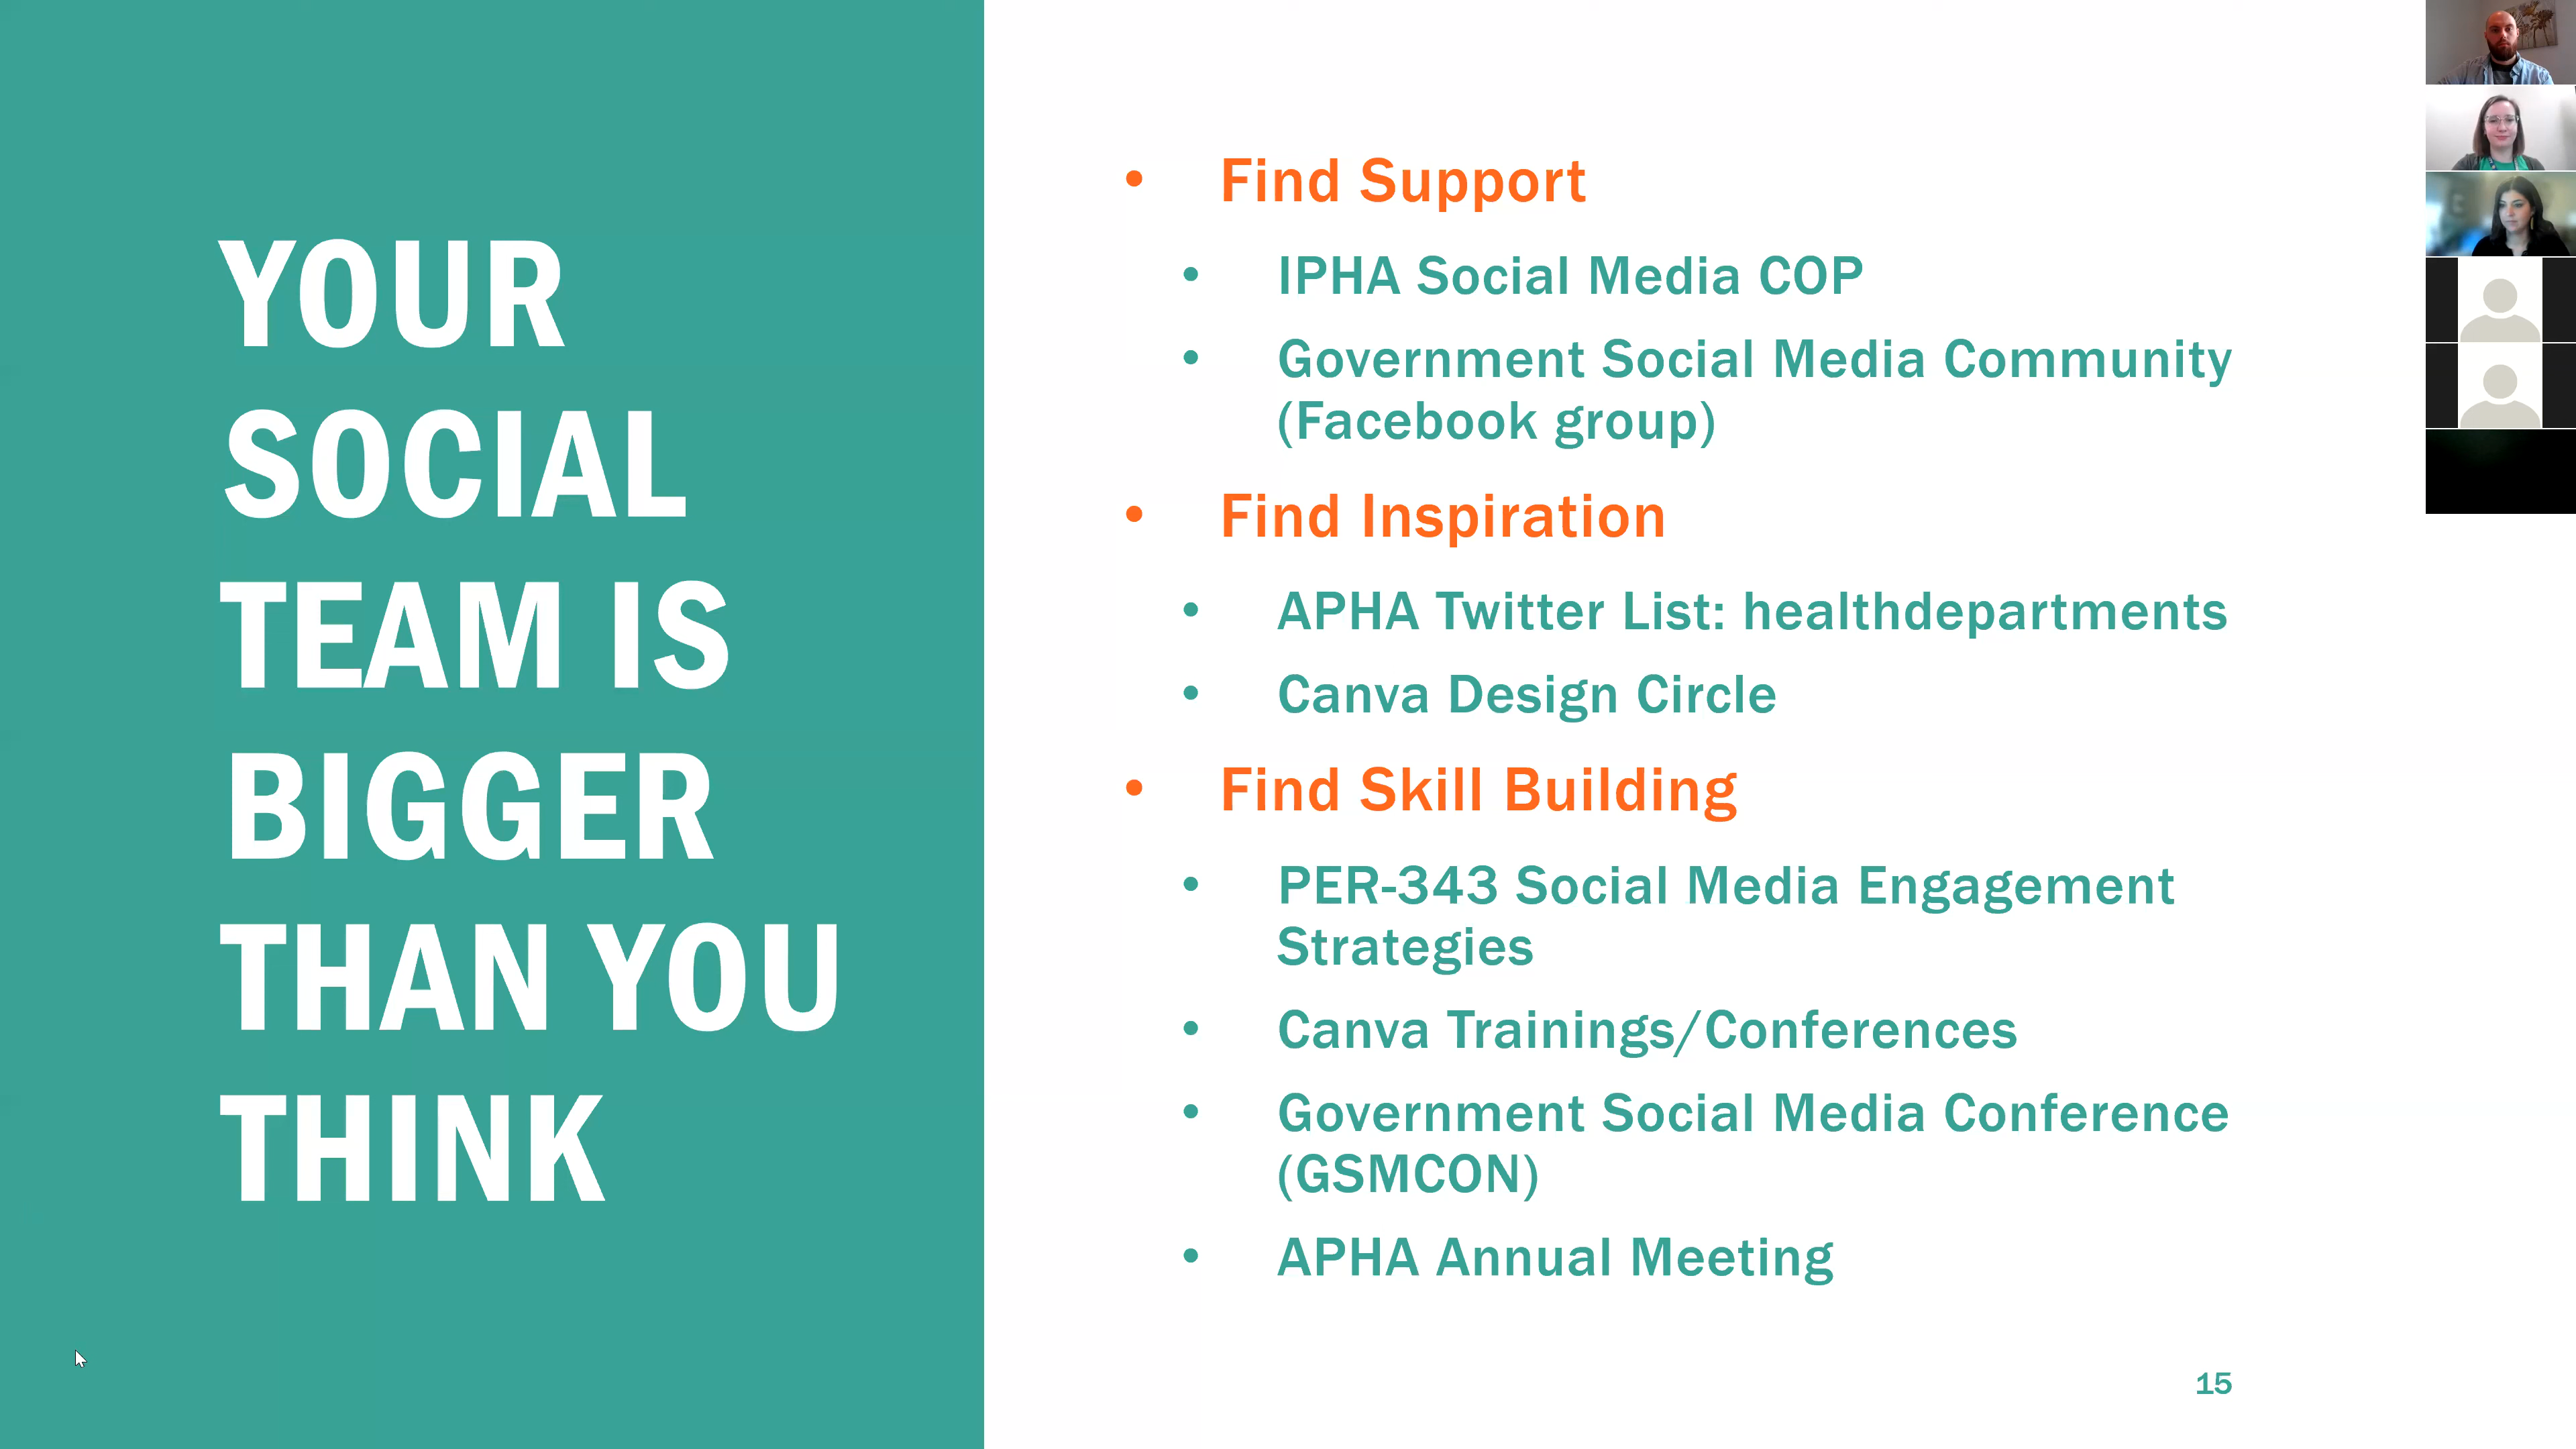 YOUR
SOCIAL
TEAM IS
BIGGER
THAN YOU
THINK
• Find Support
• IPHA Social Media COP
• Government Social Media Community
(Facebook group)
• Find Inspiration
• APHA Twitter List: healthdepartments
• Canva Design Circle
• Find Skill Building
• PER-343 Social Media Engagement
Strategies
• Canva Trainings/Conferences
• Government Social Media Conference
(GSMCON)
• APHA Annual Meeting
15